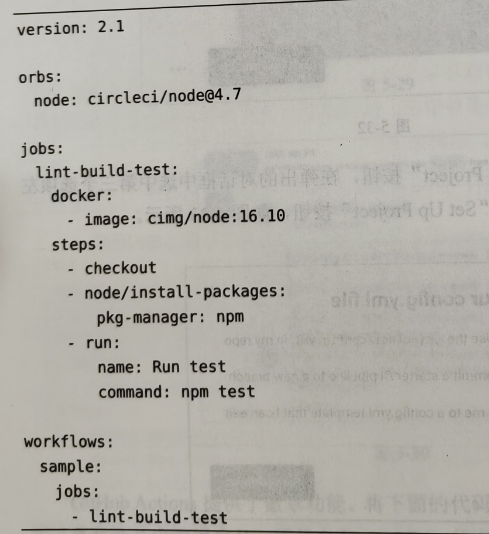 version: 2.1

orbs:
  node: circleci/node@4.7

jobs:
  lint-build-test:
    docker:
      - image: cimg/node:16.10
    steps:
      - checkout
      - node/install-packages:
          pkg-manager: npm
      - run:
          name: Run test
          command: npm test

workflows:
  sample:
    jobs:
      - lint-build-test